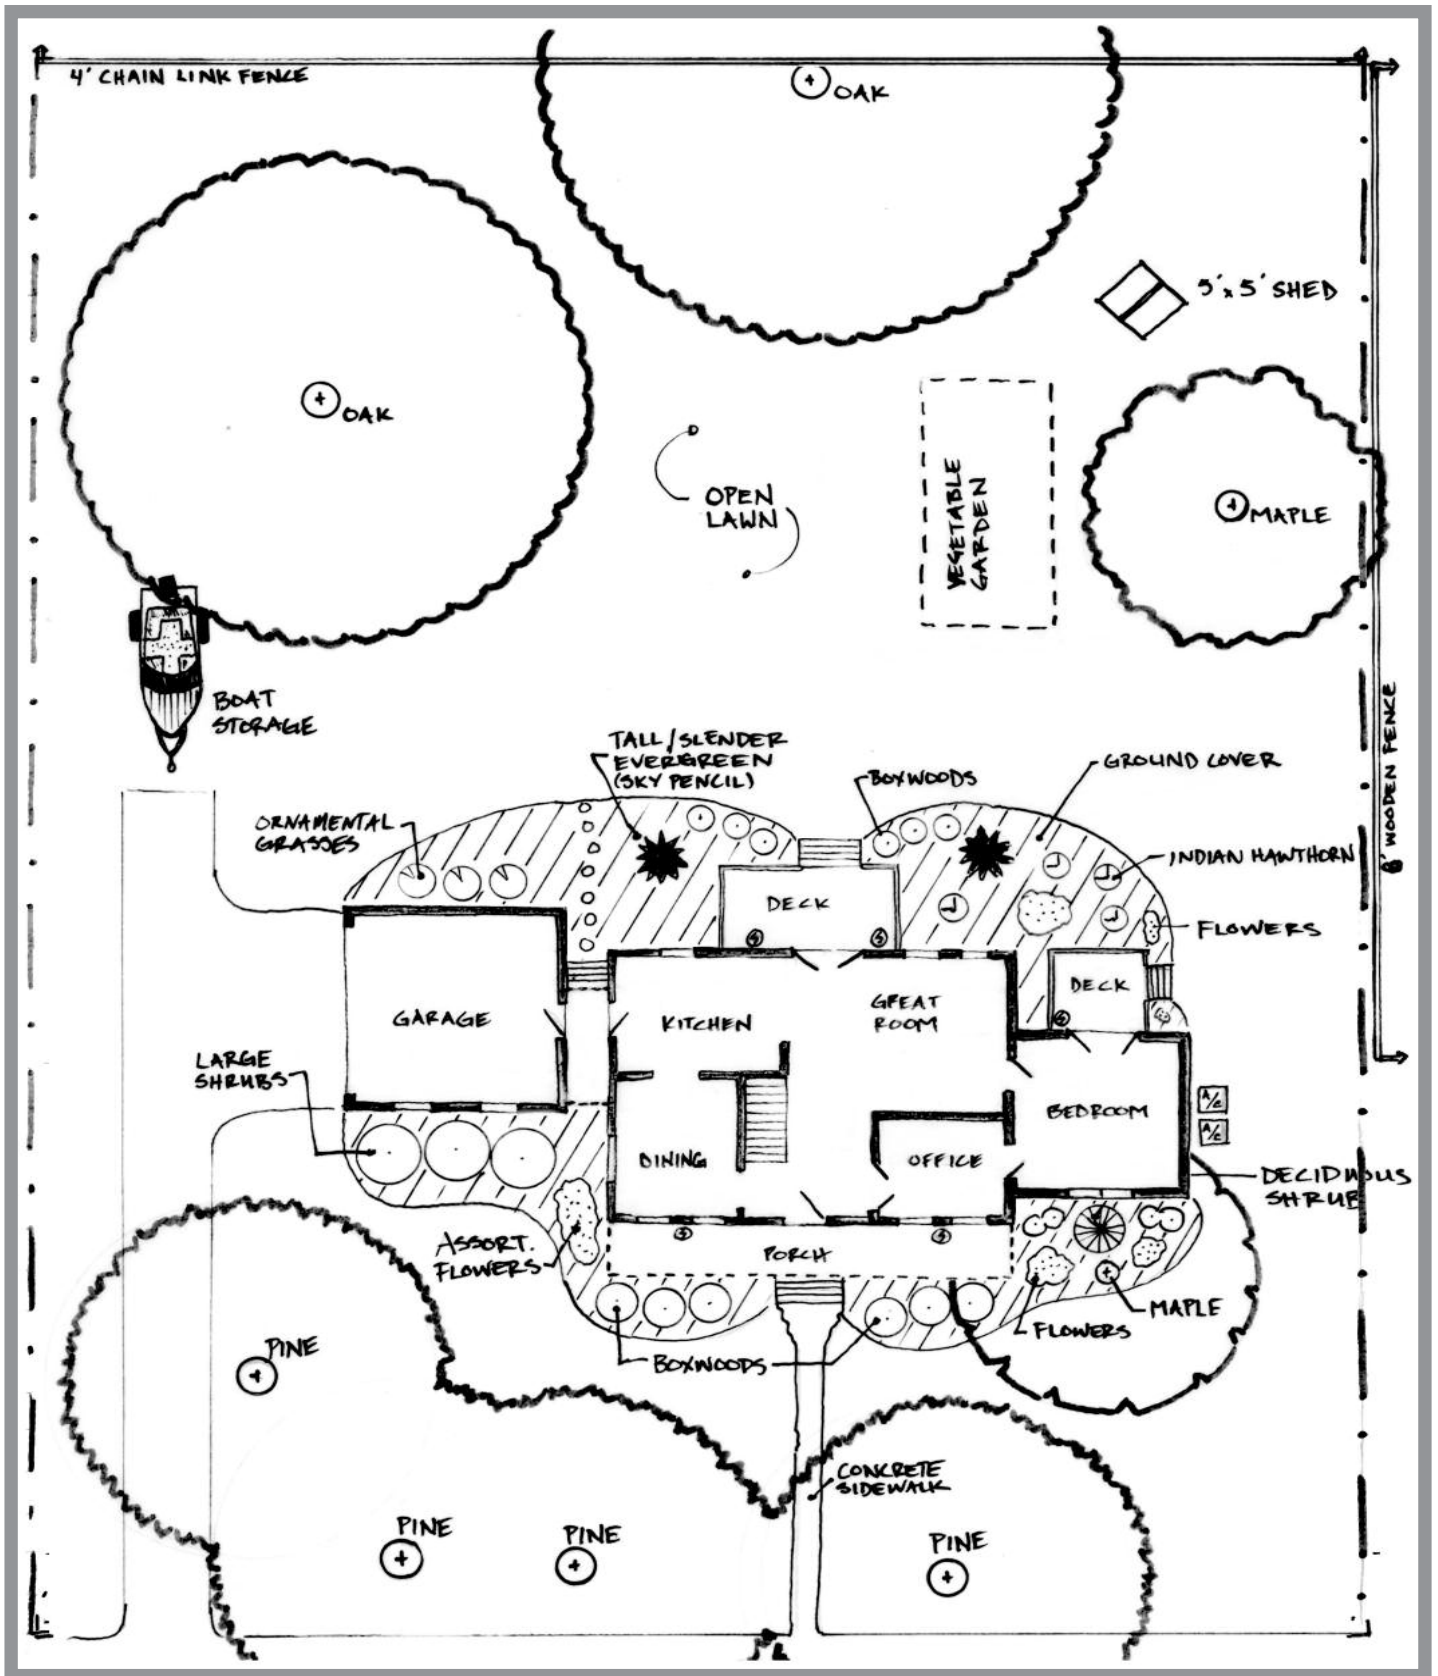 4' CHAIN LINK FENCE
OAK
5'x5' SHED
OAK
OPEN
LAWN
VEGETABLE
GARDEN
MAPLE
BOAT
STORAGE
8' WOODEN FENCE
TALL/SLENDER
EVERGREEN
(SKY PENCIL)
BOXWOODS
GROUND COVER
ORNAMENTAL
GRASSES
INDIAN HAWTHORN
DECK
FLOWERS
DECK
GARAGE
KITCHEN
GREAT
ROOM
LARGE
SHRUBS
BEDROOM
A/C
A/C
DINING
OFFICE
DECIDUOUS
SHRUB
ASSORT.
FLOWERS
PORCH
MAPLE
FLOWERS
BOXWOODS
PINE
CONCRETE
SIDEWALK
PINE
PINE
PINE